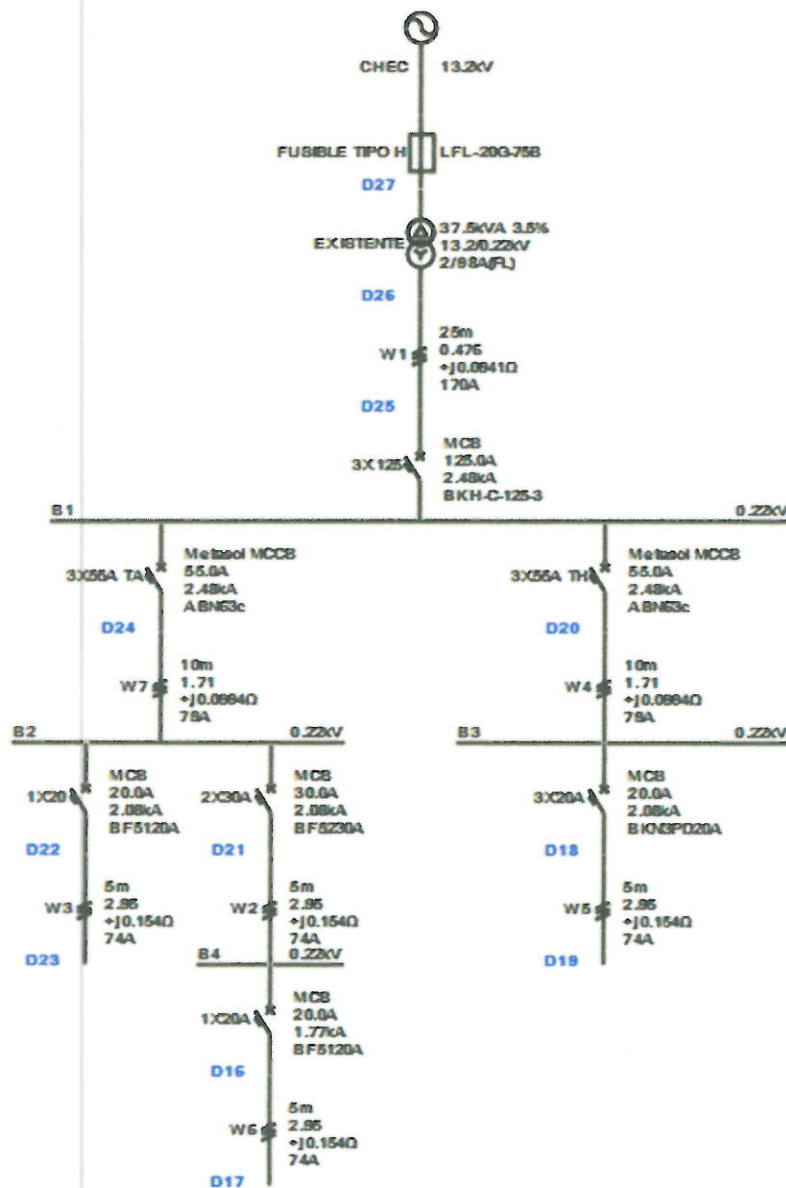 CHEC 13.2kV
FUSIBLE TIPO H LFL-20G-75B
D27
37.5kVA 3.5%
EXISTENTE 13.2/0.22kV
2/98A(FL)
D26
25m
W1 0.476
+j0.0941Ω
170A
D25
MCB
3X125A 125.0A
2.48kA
BKH-C-125-3
B1 0.22kV
Metasol MCCB
3X55A TA 55.0A
2.48kA
ABN53c
D24
10m
W7 1.71
+j0.0994Ω
79A
Metasol MCCB
3X55A TH 55.0A
2.48kA
ABN53c
D20
10m
W4 1.71
+j0.0994Ω
79A
B2 0.22kV
B3 0.22kV
MCB
1X20 20.0A
2.08kA
BF5120A
D22
5m
W3 2.95
+j0.154Ω
74A
D23
MCB
2X30A 30.0A
2.08kA
BF5230A
D21
5m
W2 2.95
+j0.154Ω
74A
MCB
3X20A 20.0A
2.08kA
BKN3PD20A
D18
5m
W5 2.95
+j0.154Ω
74A
D19
B4 0.22kV
MCB
1X20A 20.0A
1.77kA
BF5120A
D16
5m
W6 2.95
+j0.154Ω
74A
D17